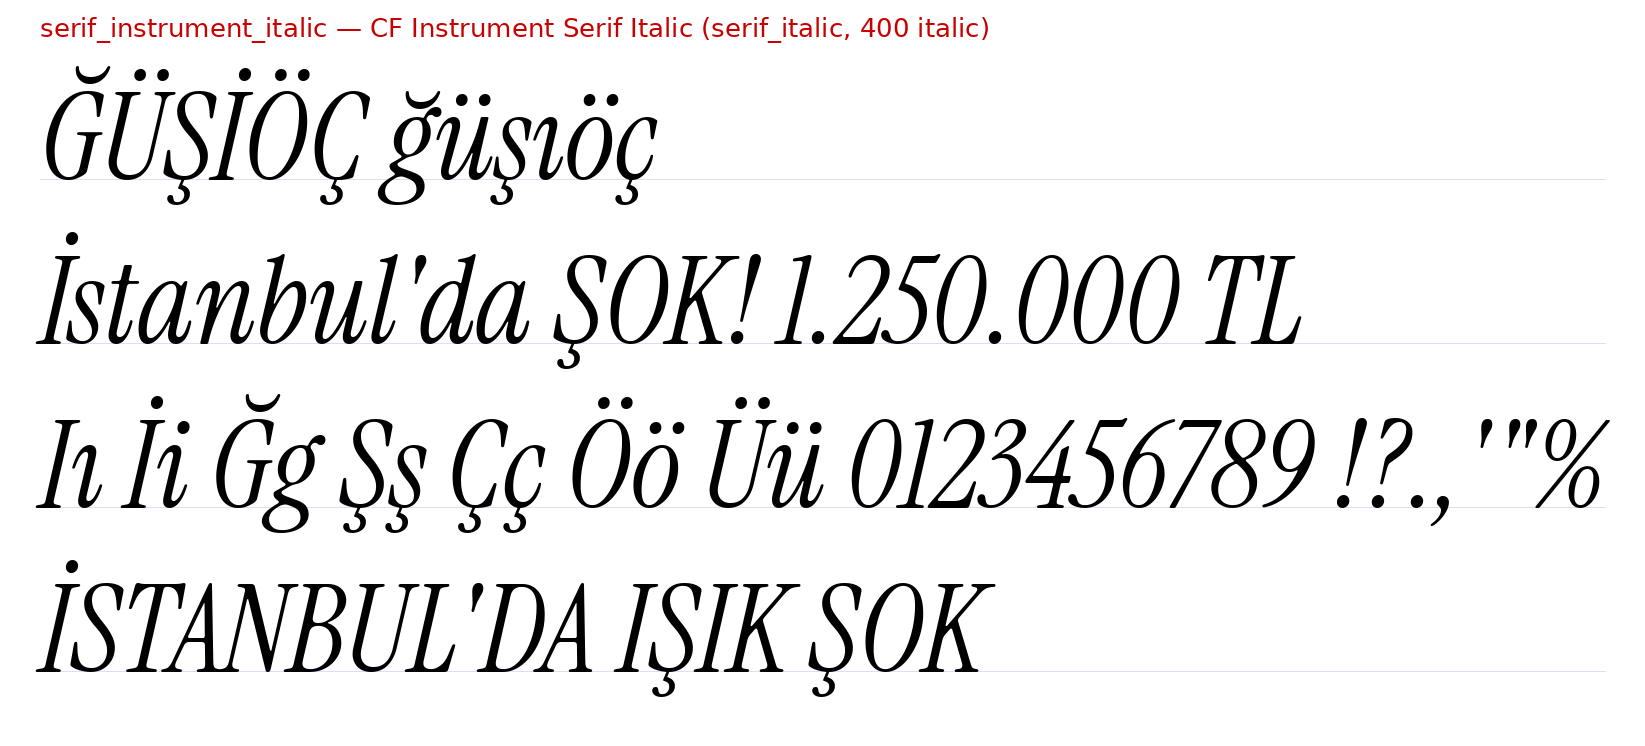 serif_instrument_italic — CF Instrument Serif Italic (serif_italic, 400 italic)
ĞÜŞİÖÇ ğüşıöç
İstanbul'da ŞOK! 1.250.000 TL
Iı İi Ğg Şş Çç Öö Üü 0123456789 !?., '"%
İSTANBUL'DA IŞIK ŞOK